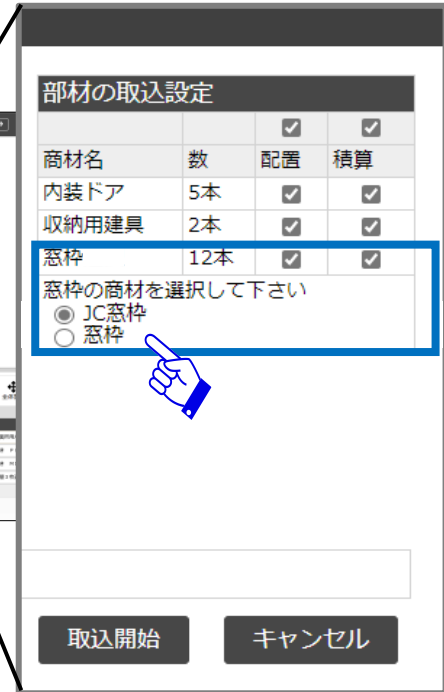 部材の取込設定
商材名 数 配置 積算
内装ドア 5本
収納用建具 2本
窓枠 12本
窓枠の商材を選択して下さい
JC窓枠
窓枠
取込開始 キャンセル